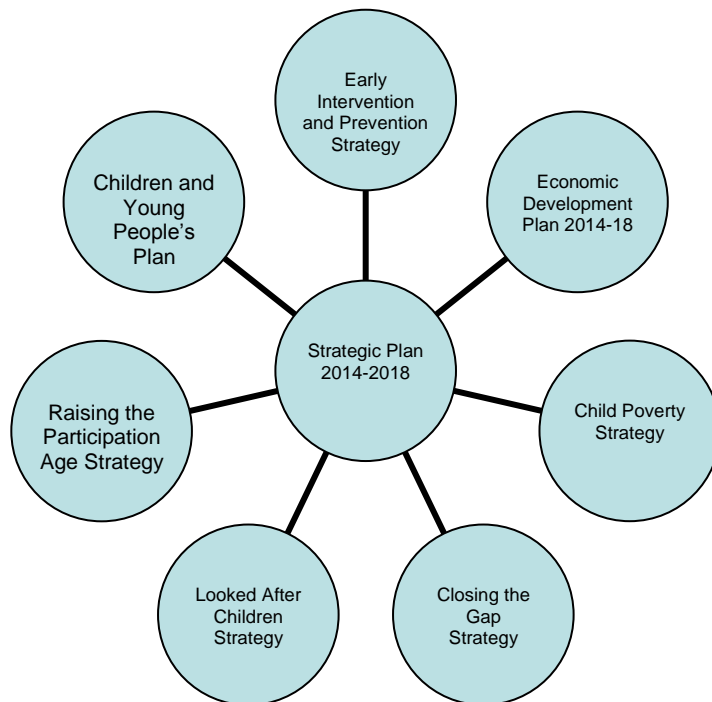 Early
Intervention
and Prevention
Strategy
Economic
Development
Plan 2014-18
Child Poverty
Strategy
Closing the
Gap
Strategy
Looked After
Children
Strategy
Raising the
Participation
Age Strategy
Children and
Young
People’s
Plan
Strategic Plan
2014-2018